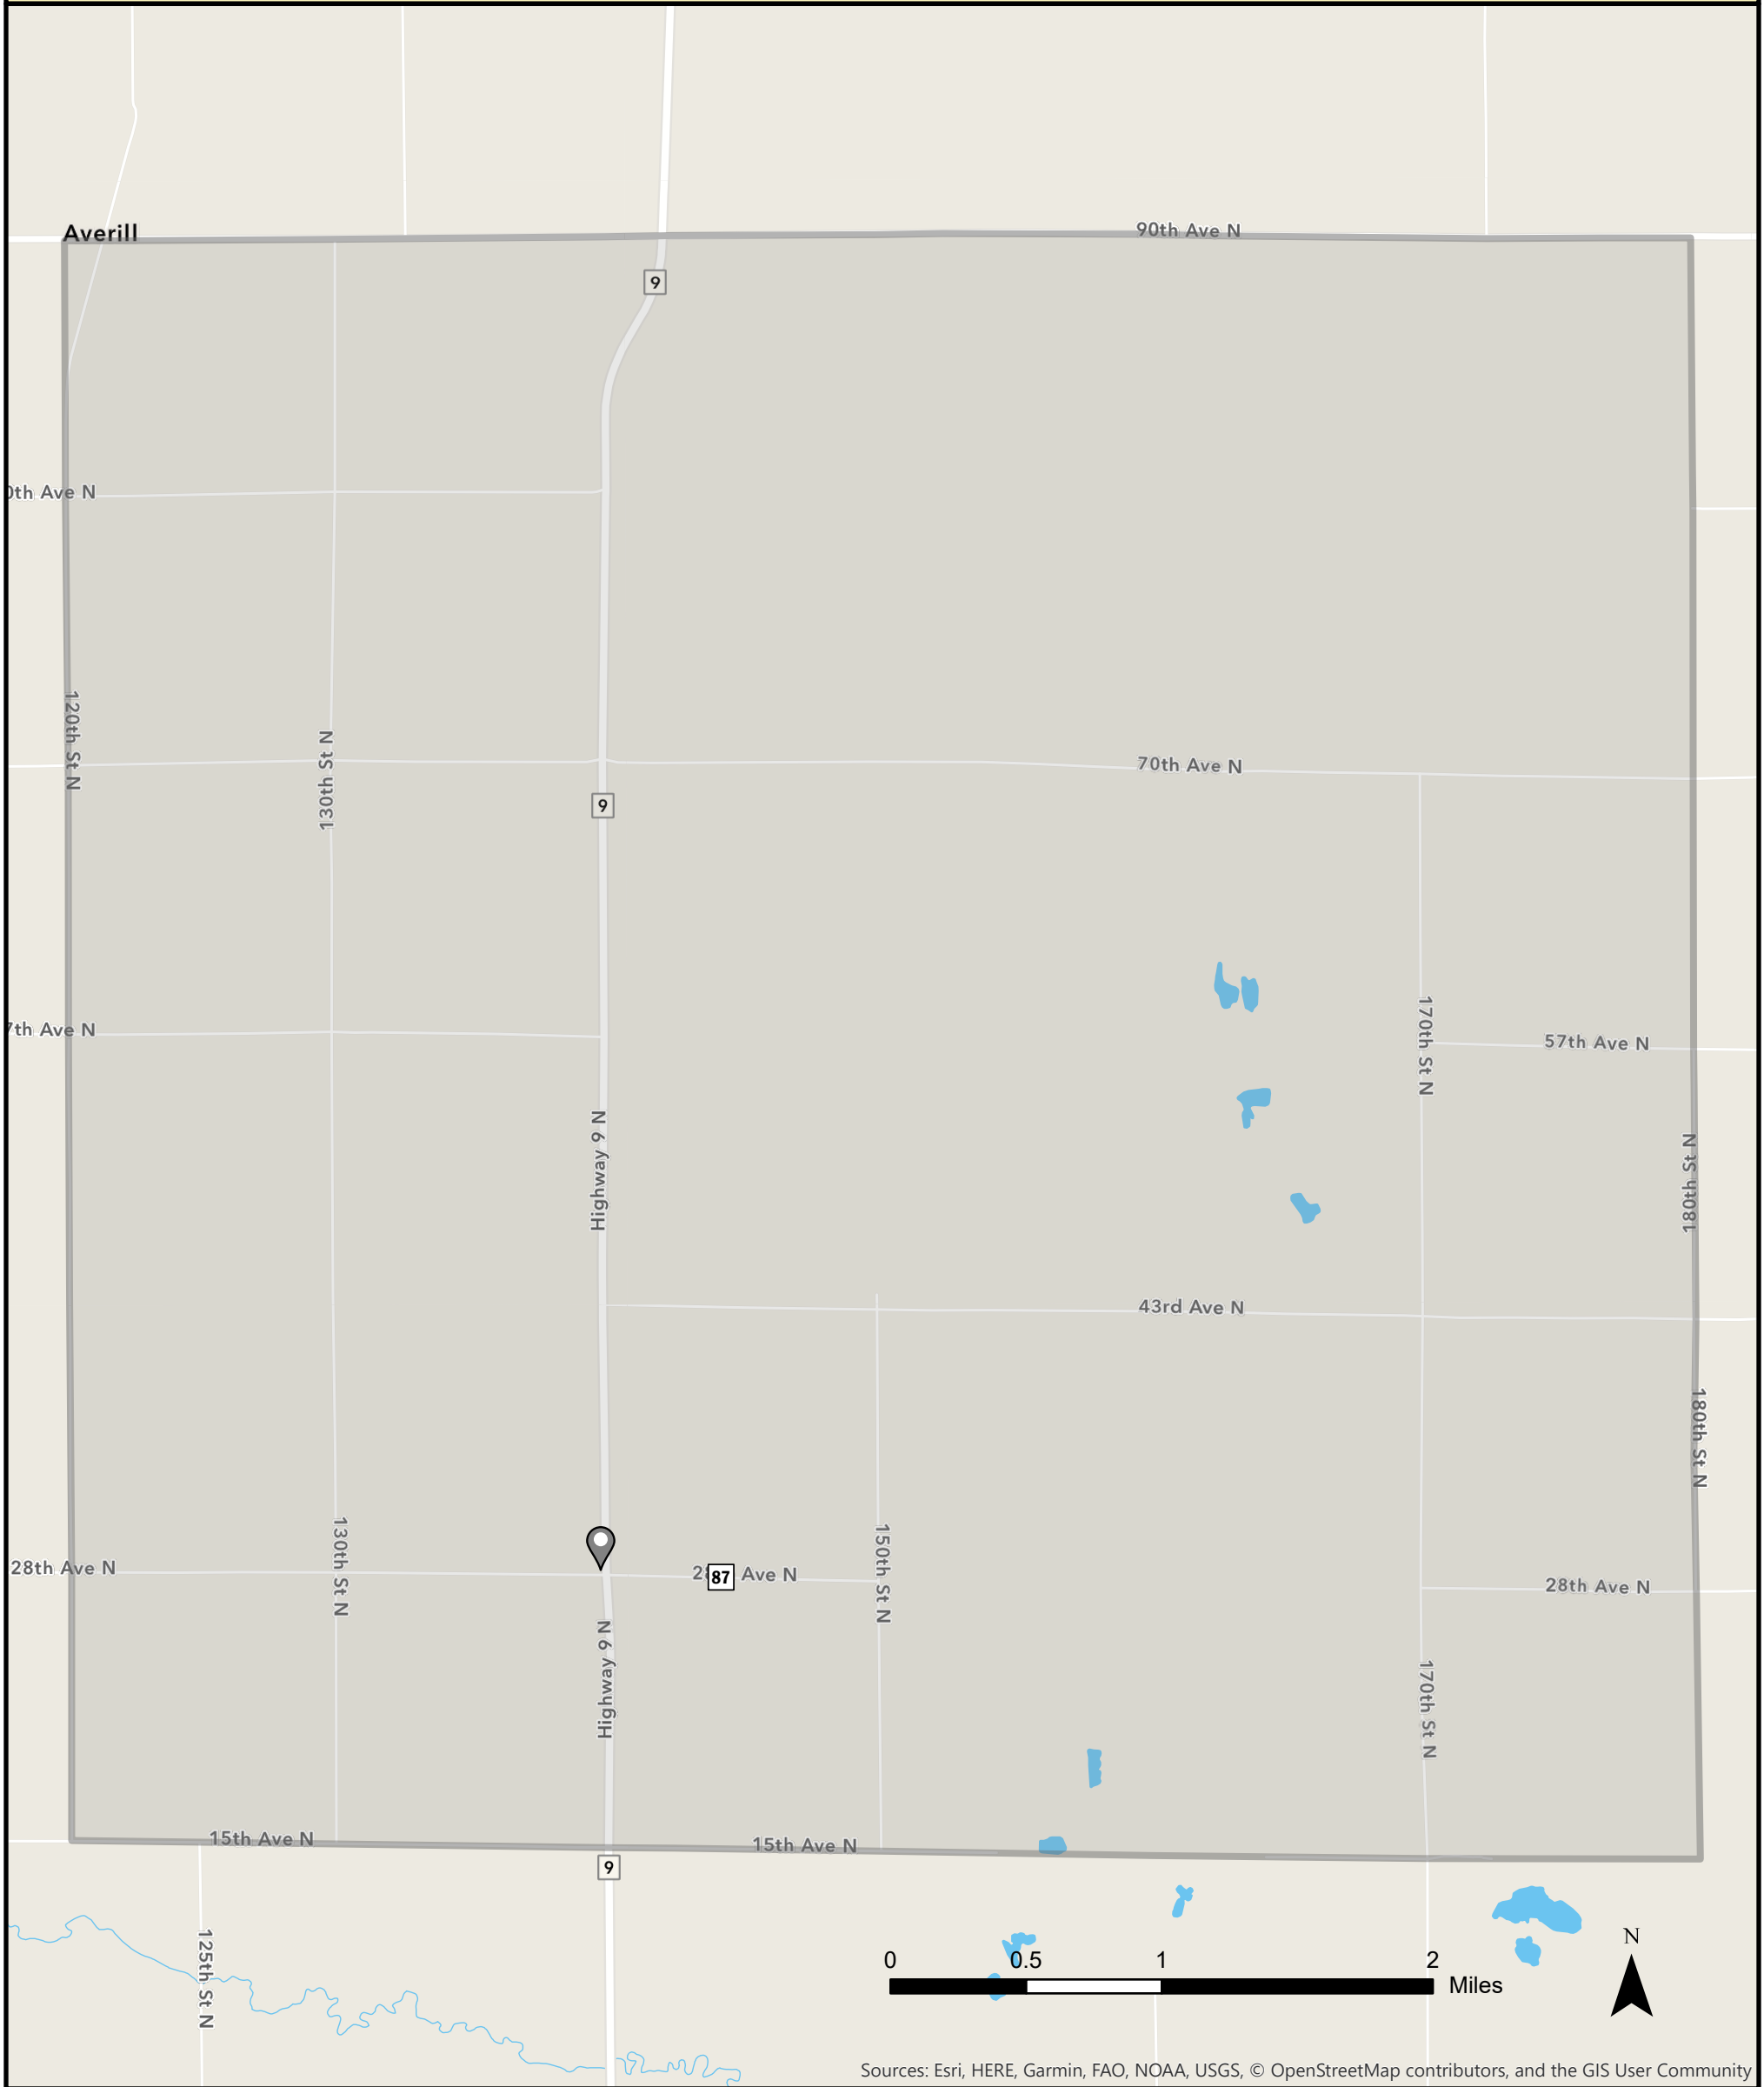 Averill
90th Ave N
9
0th Ave N
120th St N
130th St N
70th Ave N
9
7th Ave N
170th St N
57th Ave N
Highway 9 N
180th St N
43rd Ave N
180th St N
28th Ave N
130th St N
87
Ave N
150th St N
28th Ave N
Highway 9 N
170th St N
15th Ave N
15th Ave N
9
125th St N
N
0 0.5 1 2
Miles
Sources: Esri, HERE, Garmin, FAO, NOAA, USGS, © OpenStreetMap contributors, and the GIS User Community